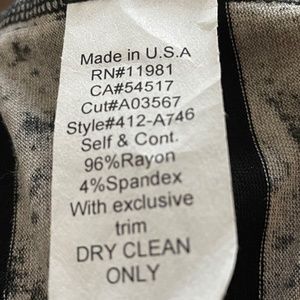 Made in U.S.A
RN#11981
CA#54517
Cut#A03567
Style#412-A746
Self & Cont.
96%Rayon
4%Spandex
With exclusive
trim
DRY CLEAN
ONLY